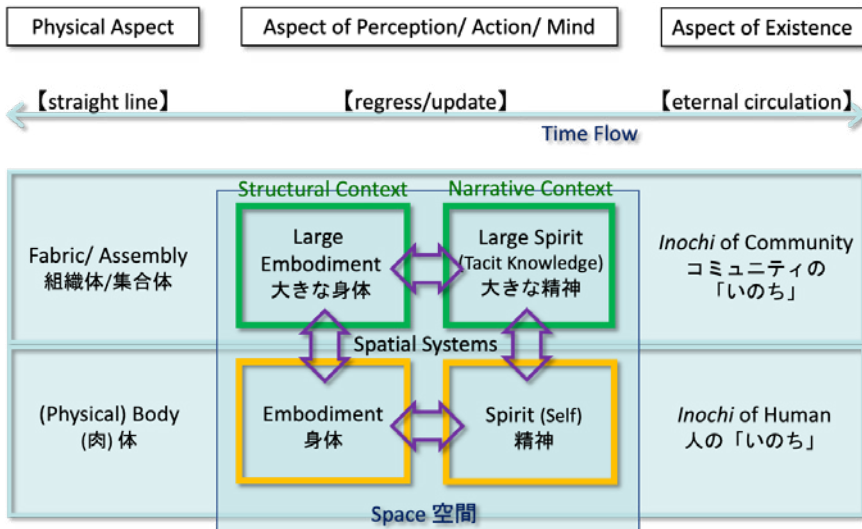 Physical Aspect
Aspect of Perception/ Action/ Mind
Aspect of Existence
【straight line】
【regress/update】
【eternal circulation】
Time Flow
Structural Context
Narrative Context
Fabric/ Assembly
組織体/集合体
Large
Embodiment
大きな身体
Large Spirit
(Tacit Knowledge)
大きな精神
Inochi of Community
コミュニティの
「いのち」
Spatial Systems
(Physical) Body
(肉) 体
Embodiment
身体
Spirit (Self)
精神
Inochi of Human
人の「いのち」
Space 空間